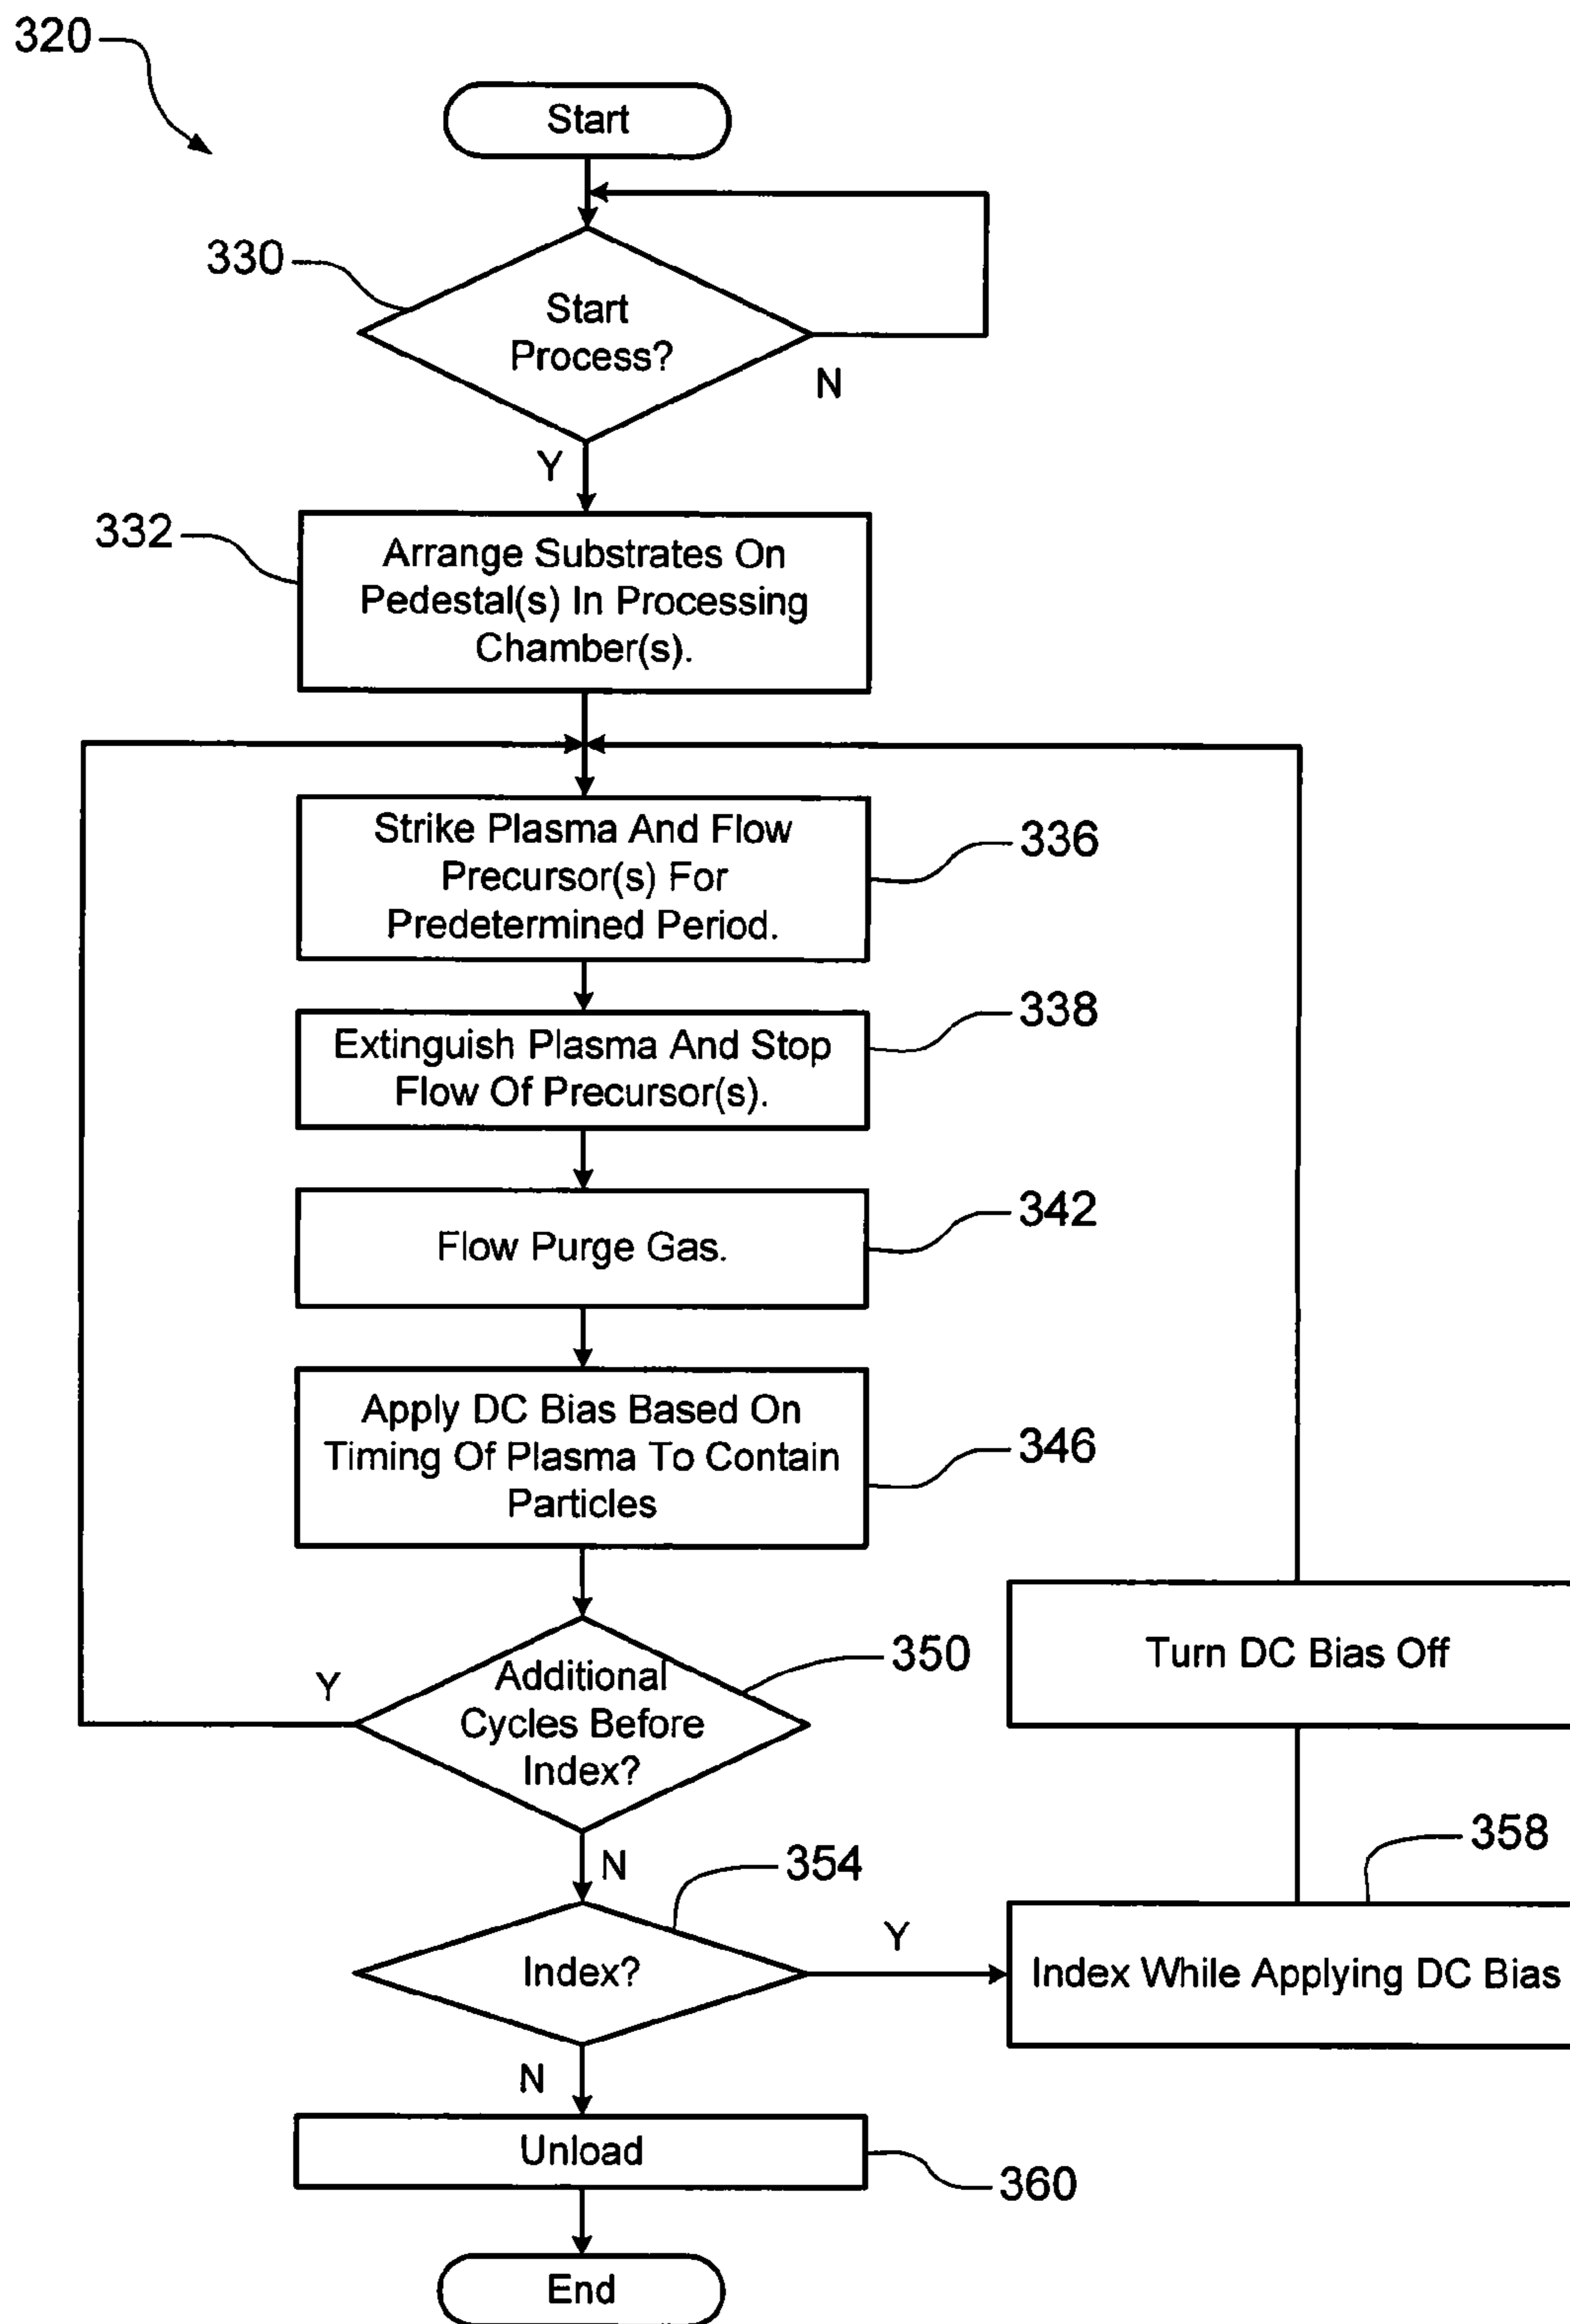 320
Start
330
Start
Process?
N
Y
332
Arrange Substrates On
Pedestal(s) In Processing
Chamber(s).
Strike Plasma And Flow
Precursor(s) For
Predetermined Period.
336
Extinguish Plasma And Stop
Flow Of Precursor(s).
338
Flow Purge Gas.
342
Apply DC Bias Based On
Timing Of Plasma To Contain
Particles
346
Turn DC Bias Off
Y
Additional
Cycles Before
Index?
350
N
354
358
Index?
Y
Index While Applying DC Bias
N
Unload
360
End